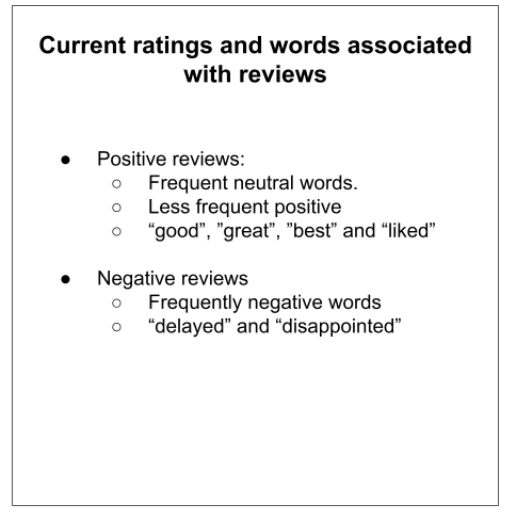 Current ratings and words associated
with reviews
● Positive reviews:
○ Frequent neutral words.
○ Less frequent positive
○ “good”, ”great”, ”best” and “liked”
● Negative reviews
○ Frequently negative words
○ “delayed” and “disappointed”